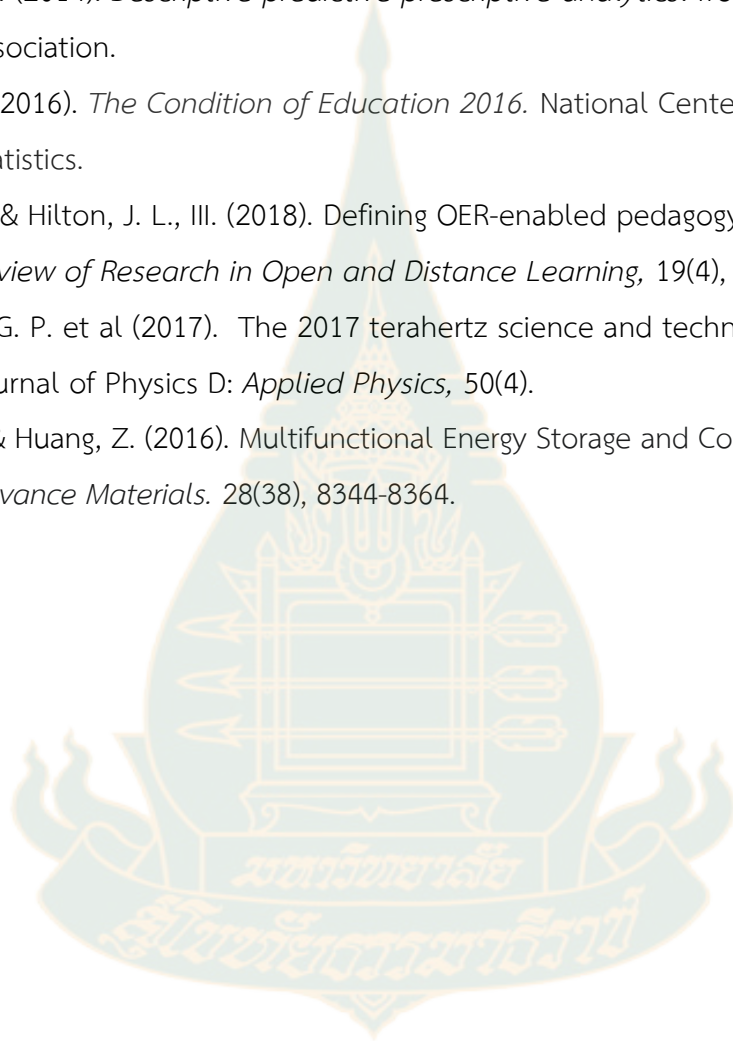 . (2014). Descriptive predictive prescriptive analytics:
sociation.
2016). The Condition of Education 2016. National Cente
atistics.
& Hilton, J. L., III. (2018). Defining OER-enabled pedagogy
view of Research in Open and Distance Learning, 19(4),
G. P. et al (2017). The 2017 terahertz science and techn
urnal of Physics D: Applied Physics, 50(4).
& Huang, Z. (2016). Multifunctional Energy Storage and Co
vance Materials. 28(38), 8344-8364.
มหาวิทยาลัย
สุโขทัยธรรมาธิราช